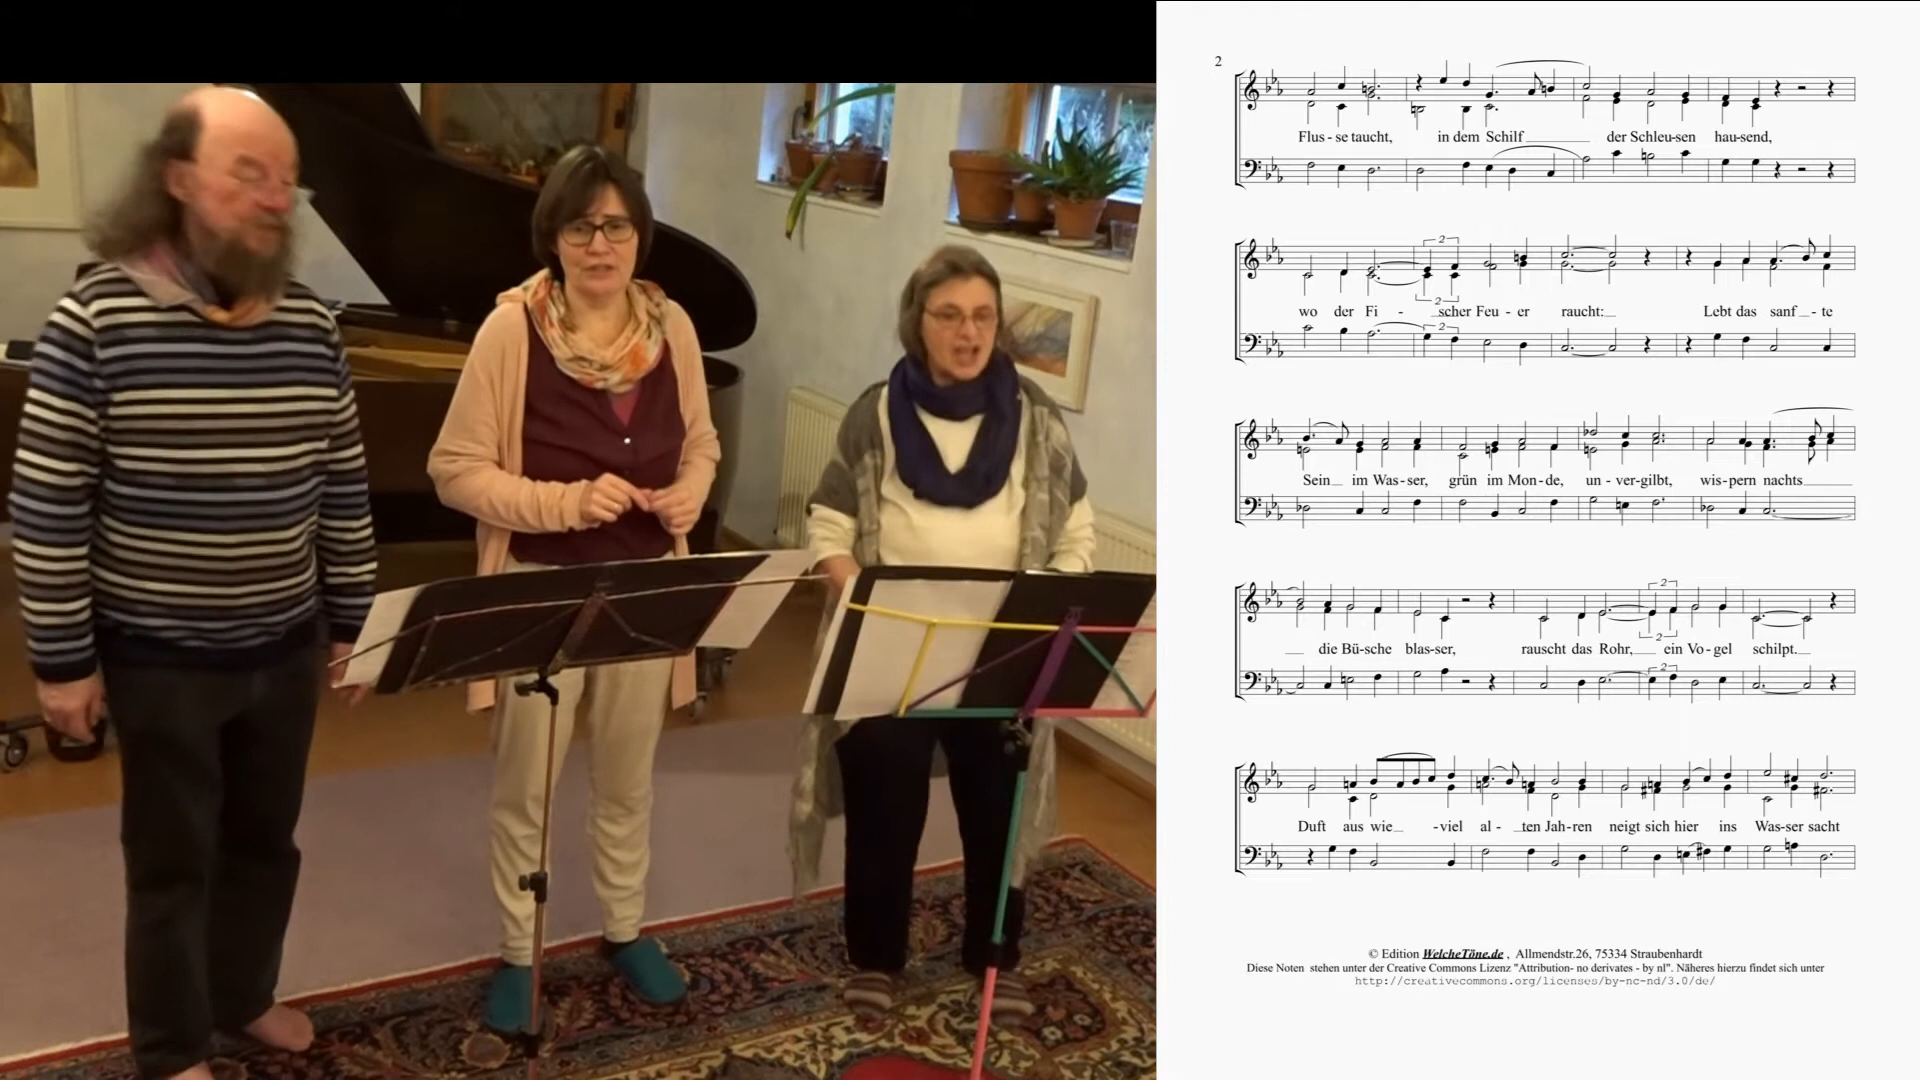 2
Flus - se taucht, in dem Schilf der Schleu-sen hau-send,
2
2
wo der Fi - scher Feu - er raucht: Lebt das sanf - te
2
Sein im Was - ser, grün im Mon - de, un - ver-gilbt, wis-pern nachts
2
2
die Bü-sche blas-ser, rauscht das Rohr, ein Vo - gel schilpt.
2
Duft aus wie -viel al - ten Jah-ren neigt sich hier ins Was-ser sacht
© Edition WelcheTöne.de , Allmendstr.26, 75334 Straubenhardt
Diese Noten stehen unter der Creative Commons Lizenz "Attribution- no derivates - by nl". Näheres hierzu findet sich unter
http://creativecommons.org/licenses/by-nc-nd/3.0/de/